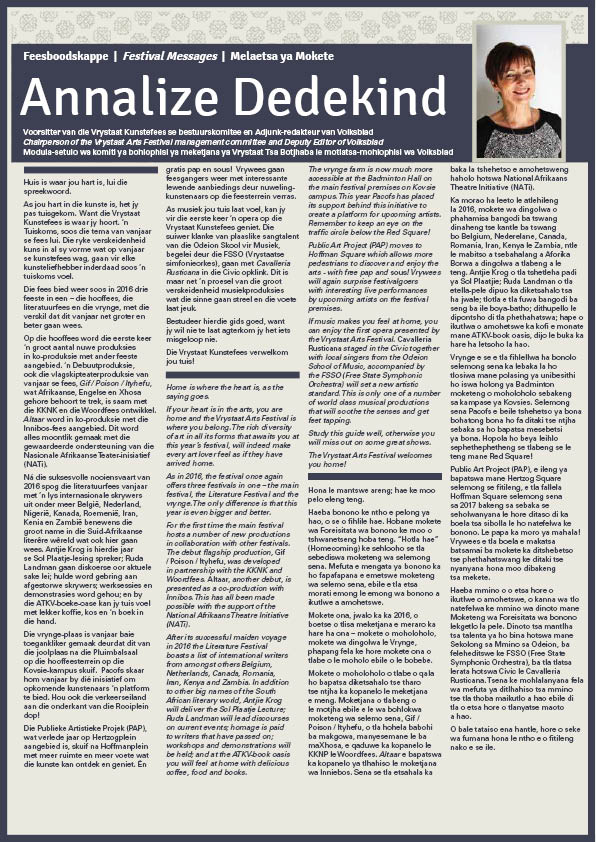 Feesboodskappe | Festival Messages | Melaetsa ya Mokete
Annalize Dedekind
Voorsitter van die Vrystaat Kunstefees se bestuurskomitee en Adjunk-redakteur van Volksblad
Chairperson of the Vrystaat Arts Festival management committee and Deputy Editor of Volksblad
Modula-setulo wa komiti ya bohlophisi ya meketjana ya Vrystaat Tsa Botjhaba le motlatsa-mohlophisi wa Volksblad
Huis is waar jou hart is, lui die
spreekwoord.
As jou hart in die kunste is, het jy
pas tuisgekom. Want die Vrystaat
Kunstefees is waar jy hoort. 'n
Tuiskoms, soos die tema van vanjaar
se fees lui. Die ryke verskeidenheid
kuns in al sy vorme wat op vanjaar
se kunstefees wag, gaan vir elke
kunsteliefhebber inderdaad soos 'n
tuiskoms voel.
Die fees bied weer soos in 2016 drie
feeste in een – die hooffees, die
literatuurfees en die vrynge, met die
verskil dat dit vanjaar net groter en
beter gaan wees.
Op die hooffees word die eerste keer
'n groot aantal nuwe produksies
in ko-produksie met ander feeste
aangebied. 'n Debuutproduksie,
ook die vlagskipteaterproduksie van
vanjaar se fees, Gif / Poison / Ityhefu,
wat Afrikaanse, Engelse en Xhosa
gehore behoort te trek, is saam met
die KKNK en die Woordfees ontwikkel.
Altaar word in ko-produksie met die
Innibos-fees aangebied. Dit word
alles moontlik gemaak met die
gewaardeerde ondersteuning van die
Nasionale Afrikaanse Teater-inisiatief
(NATi).
Ná die suksesvolle nooiensvaart van
2016 spog die literatuurfees vanjaar
met 'n lys internasionale skrywers
uit onder meer België, Nederland,
Nigerië, Kanada, Roemenië, Iran,
Kenia en Zambië benewens die
groot name in die Suid-Afrikaanse
literêre wêreld wat ook hier gaan
wees. Antjie Krog is hierdie jaar
se Sol Plaatje-lesing spreker; Ruda
Landman gaan diskoerse oor aktuele
sake lei; hulde word gebring aan
afgestorwe skrywers; werksessies en
demonstrasies word gehou; en by
die ATKV-boeke-oase kan jy tuis voel
met lekker koffie, kos en 'n boek in
die hand.
Die vrynge-plaas is vanjaar baie
toegankliker gemaak deurdat dit van
die joolplaas na die Pluimbalsaal
op die hooffeesterrein op die
Kovsie-kampus skuif. Pacofs skaar
hom vanjaar by dié inisiatief om
opkomende kunstenaars 'n platform
te bied. Hou ook die verkeerseiland
aan die onderkant van die Rooiplein
dop!
Die Publieke Artistieke Projek (PAP),
wat verlede jaar op Hertzogplein
aangebied is, skuif na Hoffmanplein
met meer ruimte en meer voete wat
die kunste kan ontdek en geniet. Én
gratis pap en sous! Vrywees gaan
feesgangers weer met interessante
lewende aanbiedings deur nuweling-
kunstenaars op die feesterrein verras.
As musiek jou tuis laat voel, kan jy
vir die eerste keer 'n opera op die
Vrystaat Kunstefees geniet. Die
suiwer klanke van plaaslike sangtalent
van die Odeion Skool vir Musiek,
begelei deur die FSSO (Vrystaatse
simfonieorkes), gaan met Cavalleria
Rusticana in die Civic opklink. Dit is
maar net 'n proesel van die groot
verskeidenheid musiekproduksies
wat die sinne gaan streel en die voete
laat jeuk.
Bestudeer hierdie gids goed, want
jy wil nie te laat agterkom jy het iets
misgeloop nie.
Die Vrystaat Kunstefees verwelkom
jou tuis!
Home is where the heart is, as the
saying goes.
If your heart is in the arts, you are
home and the Vrystaat Arts Festival is
where you belong. The rich diversity
of art in all its forms that awaits you at
this year's festival, will indeed make
every art lover feel as if they have
arrived home.
As in 2016, the festival once again
offers three festivals in one – the main
festival, the Literature Festival and the
vrynge. The only difference is that this
year is even bigger and better.
For the first time the main festival
hosts a number of new productions
in collaboration with other festivals.
The debut flagship production, Gif
/ Poison / Ityhefu, was developed
in partnership with the KKNK and
Woordfees. Altaar, another debut, is
presented as a co-production with
Innibos. This has all been made
possible with the support of the
National Afrikaans Theatre Initiative
(NATi).
After its successful maiden voyage
in 2016 the Literature Festival
boasts a list of international writers
from amongst others Belgium,
Netherlands, Canada, Romania,
Iran, Kenya and Zambia. In addition
to other big names of the South
African literary world, Antjie Krog
will deliver the Sol Plaatje Lecture;
Ruda Landman will lead discourses
on current events; homage is paid
to writers that have passed on;
workshops and demonstrations will
be held; and at the ATKV-book oasis
you will feel at home with delicious
coffee, food and books.
The vrynge farm is now much more
accessible at the Badminton Hall on
the main festival premises on Kovsie
campus. This year Pacofs has placed
its support behind this initiative to
create a platform for upcoming artists.
Remember to keep an eye on the
traffic circle below the Red Square!
Public Art Project (PAP) moves to
Hoffman Square which allows more
pedestrians to discover and enjoy the
arts - with free pap and sous! Vrywees
will again surprise festivalgoers
with interesting live performances
by upcoming artists on the festival
premises.
If music makes you feel at home, you
can enjoy the first opera presented by
the Vrystaat Arts Festival. Cavalleria
Rusticana staged in the Civic together
with local singers from the Odeion
School of Music, accompanied by
the FSSO (Free State Symphonic
Orchestra) will set a new artistic
standard. This is only one of a number
of world class musical productions
that will soothe the senses and get
feet tapping.
Study this guide well, otherwise you
will miss out on some great shows.
The Vrystaat Arts Festival welcomes
you home!
Hona le mantswe areng; hae ke moo
pelo eleng teng.
Haeba bonono ke ntho e pelong ya
hao, o se o fihlile hae. Hobane mokete
wa Foreisitata wa bonono ke moo o
tshwanetseng hoba teng. "Hotla hae"
(Homecoming) ke sehlooho se tla
sebediswa moketeng wa selemong
sena. Mefuta e mengata ya bonono ka
ho fapafapana e emetswe moketeng
wa selemo sena, mme e tla etsa hore
morati emong le emong wa bonono a
ikutlwe a amohetswe.
Mokete ona, jwalo ka ka 2016, o
boetse o tlisa meketjana e meraro ka
hare ha ona – mokete o moholoholo,
mokete wa dingolwa le Vrynge,
phapang fela ke hore mokete ona o
tlabe o le moholo ebile o le bobebe.
Mokete o moholoholo o tlabe o qala
ho bapatsa diketsahalo tse tharo
tse ntjha ka kopanelo le meketjana
e meng. Moketjana o tlabeng o
le motjha ebile e le wa bohlokwa
moketeng wa selemo sena, Gif /
Poison / Ityhefu, o tla hohela babohi
ba makgowa, manyesemane le ba
maXhosa, e qaduwe ka kopanelo le
KKNP le Woordfees. Altaar e bapatswa
ka kopanelo ya tlhahiso le moketjana
wa Inniebos. Sena se tla etsahala ka
baka la tshehetso e amohetsweng
haholo hotswa National Afrikaans
Theatre Initiative (NATi).
Ka morao ha leeto le atlehileng
la 2016, mokete wa dingolwa o
phahamisa bangodi ba tswang
dinaheng tse kantle ba tswang
bo Belgium, Nederelane, Canada,
Romania, Iran, Kenya le Zambia, ntle
le mabitso a tsebahalang a Aforika
Borwa a dingolwa a tlabeng a le
teng. Antjie Krog o tla tshetleha padi
ya Sol Plaatjie; Ruda Landman o tla
etella-pele dipuo ka diketsahalo tsa
ha jwale; tlotla e tla fuwa bangodi ba
seng ba ile boya-batho; dithupello le
dipontsho di tla phethahatswa; hape o
ikutlwa o amohetswe ka kofi e monate
mane ATKV-book oasis, dijo le buka ka
hare ha letsoho la hao.
Vrynge e se e tla fihlellwa ha bonolo
selemong sena ka lebaka la ho
tloswa mane polasing ya unibesithi
ho iswa holong ya Badminton
moketeng o moholoholo sebakeng
sa kampase ya Kovsies. Selemong
sena Pacofs e beile tshehetso ya bona
bohatong bona ho fa ditaki tse ntjha
sebaka sa ho bapatsa mesebetsi
ya bona. Hopola ho beya leihlo
sephethephetheng se tlabeng se le
teng mane Red Square!
Public Art Project (PAP), e ileng ya
bapatswa mane Hertzog Square
selemong se fitileng, e tla fallela
Hoffman Square selemong sena
sa 2017 bakeng sa sebaka se
seholwanyane le hore ditaso di ka
boela tsa sibolla le ho natefelwa ke
bonono. Le papa ka moro ya mahala!
Vrywees e tla boela e makatsa
batsamai ba mokete ka ditshebetso
tse phethathatswang ke ditaki tse
nyanyana hona moo dibakeng
tsa mekete.
Haeba mmino o o etsa hore o
ikutlwe o amohetswe, o kanna wa tlo
natefelwa ke mmino wa dinoto mane
Moketeng wa Foreisitata wa bonono
lekgetlo la pele. Dinoto tsa mantlha
tsa talenta ya ho bina hotswa mane
Sekolong sa Mmino sa Odeion, ba
feleheditswe ke FSSO (Free State
Symphonic Orchestra), ba tla tlatsa
lerata hotswa Civic le Cavalleria
Rusticana. Tsena ke mohlalanyana fela
wa mefuta ya ditlhahiso tsa mmino
tse tla thoba maikutlo a hao ebile di
tla o etsa hore o tlanyetse maoto
a hao.
O bale tataiso ena hantle, hore o seke
wa fumana hona le ntho e o fitileng
nako e se ile.